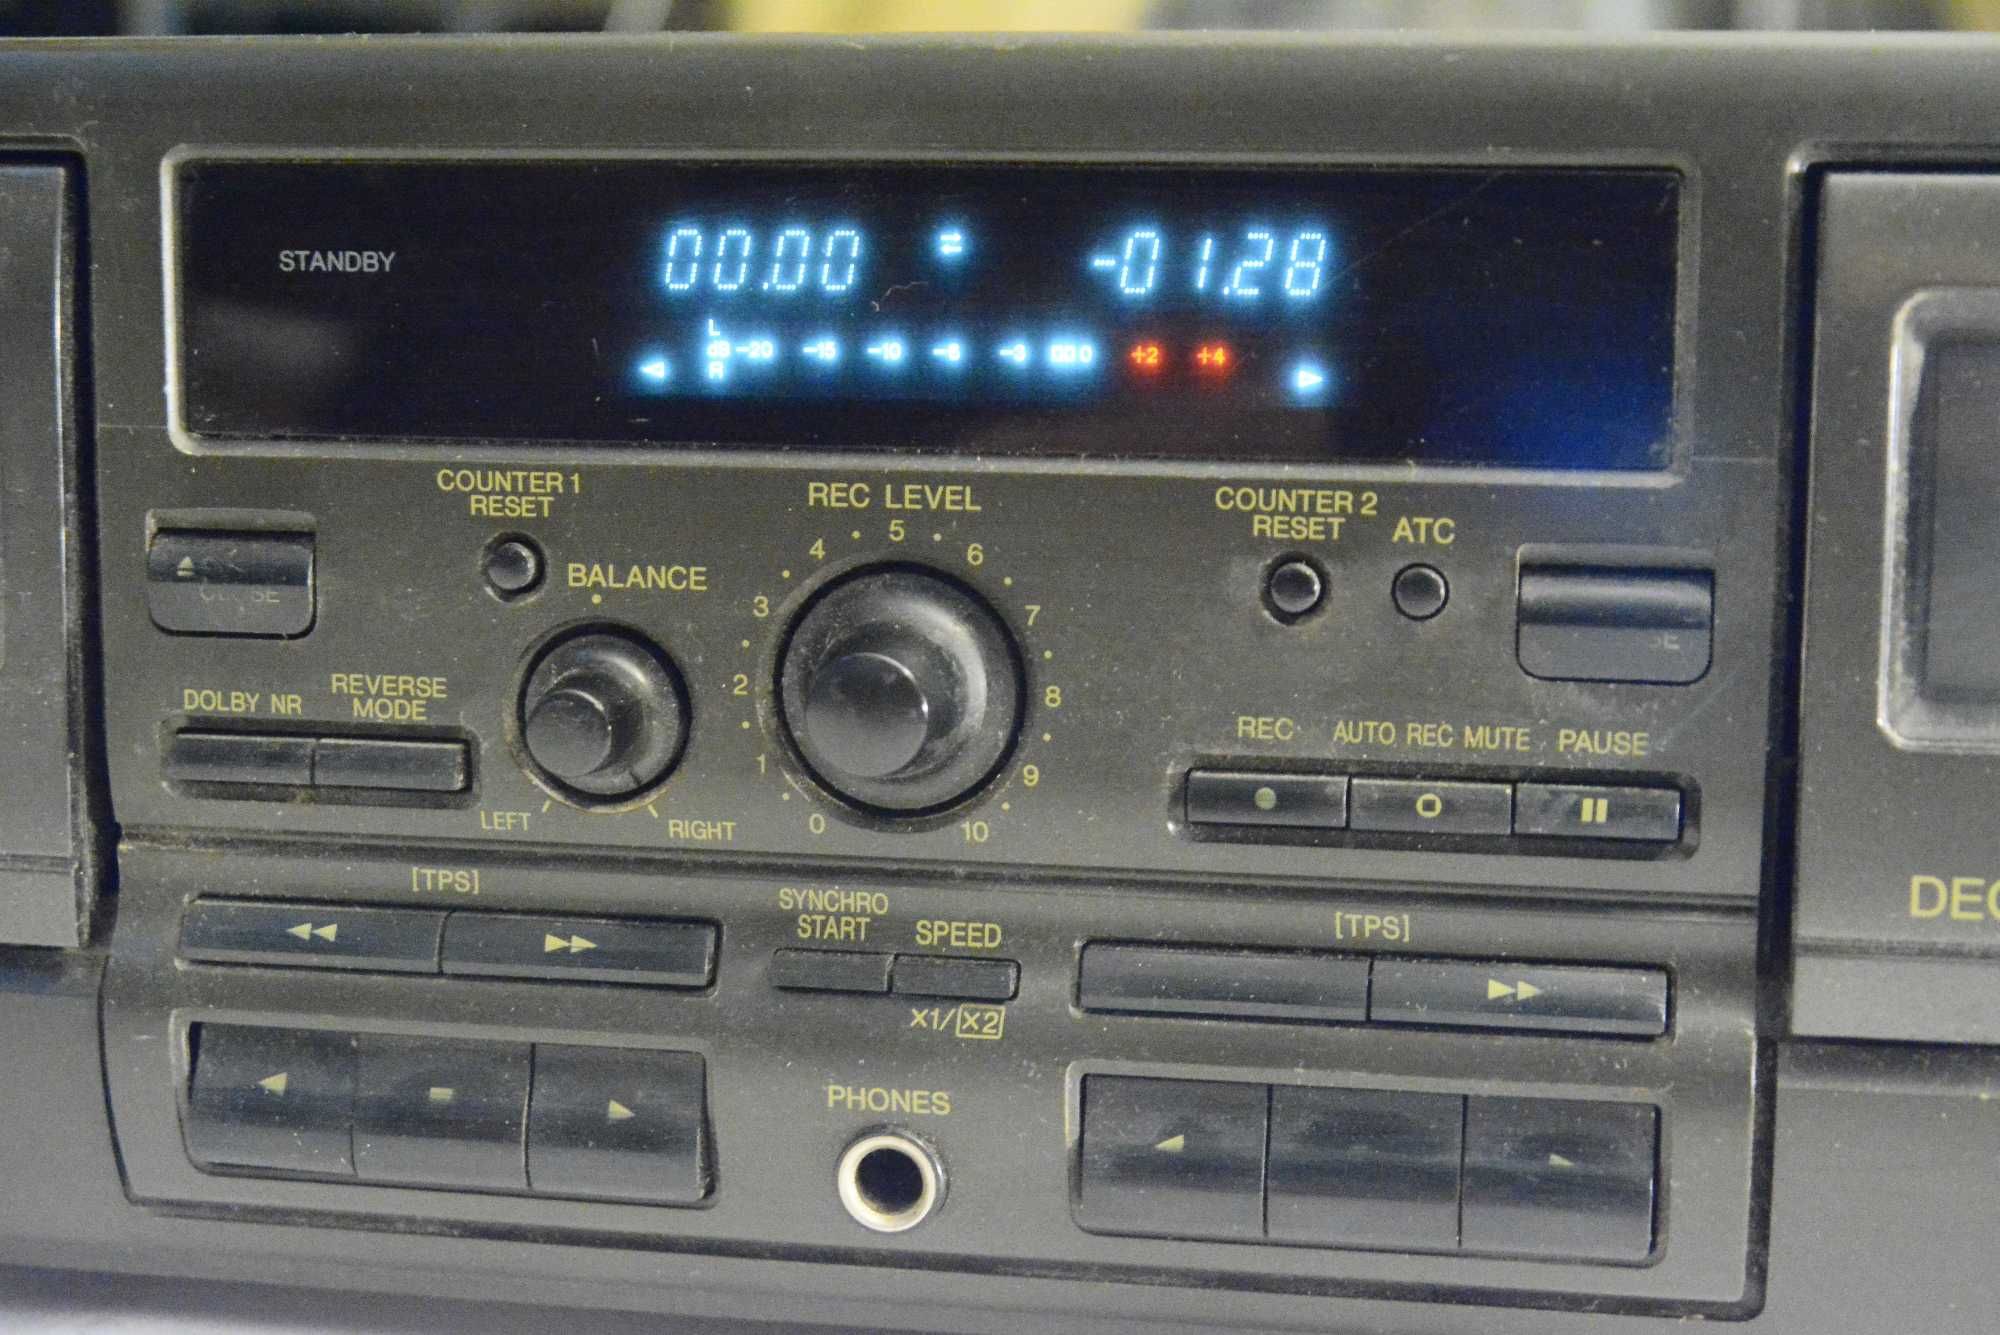 STANDBY
00.00
-01.28
L
dB -20 -15 -10 -6 -3 0 +2 +4
R
COUNTER 1
RESET
REC LEVEL
COUNTER 2
RESET
ATC
BALANCE
0 1 2 3 4 5 6 7 8 9 10
DOLBY NR
REVERSE
MODE
LEFT
RIGHT
REC
AUTO REC MUTE
PAUSE
[TPS]
SYNCHRO
START
SPEED
X1/X2
[TPS]
PHONES